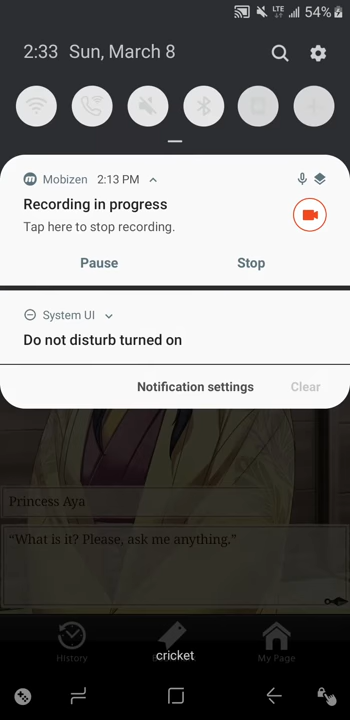 LTE 54%
2:33 Sun, March 8
Mobizen 2:13 PM
Recording in progress
Tap here to stop recording.
Pause Stop
System UI
Do not disturb turned on
Notification settings Clear
Princess Aya
“What is it? Please, ask me anything.”
History My Page
cricket